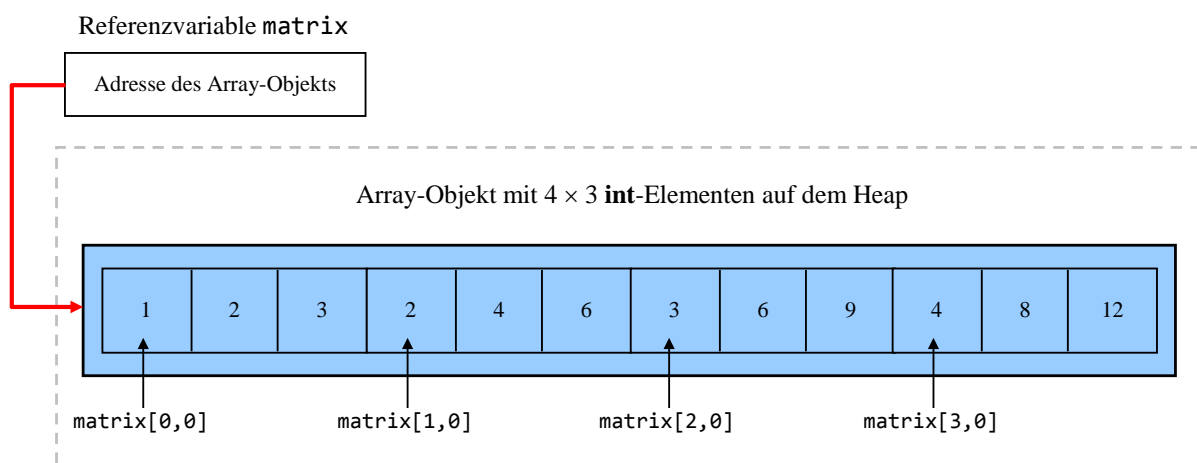 Referenzvariable matrix
Adresse des Array-Objekts
Array-Objekt mit 4 × 3 int-Elementen auf dem Heap
1 2 3 2 4 6 3 6 9 4 8 12
matrix[0,0] matrix[1,0] matrix[2,0] matrix[3,0]